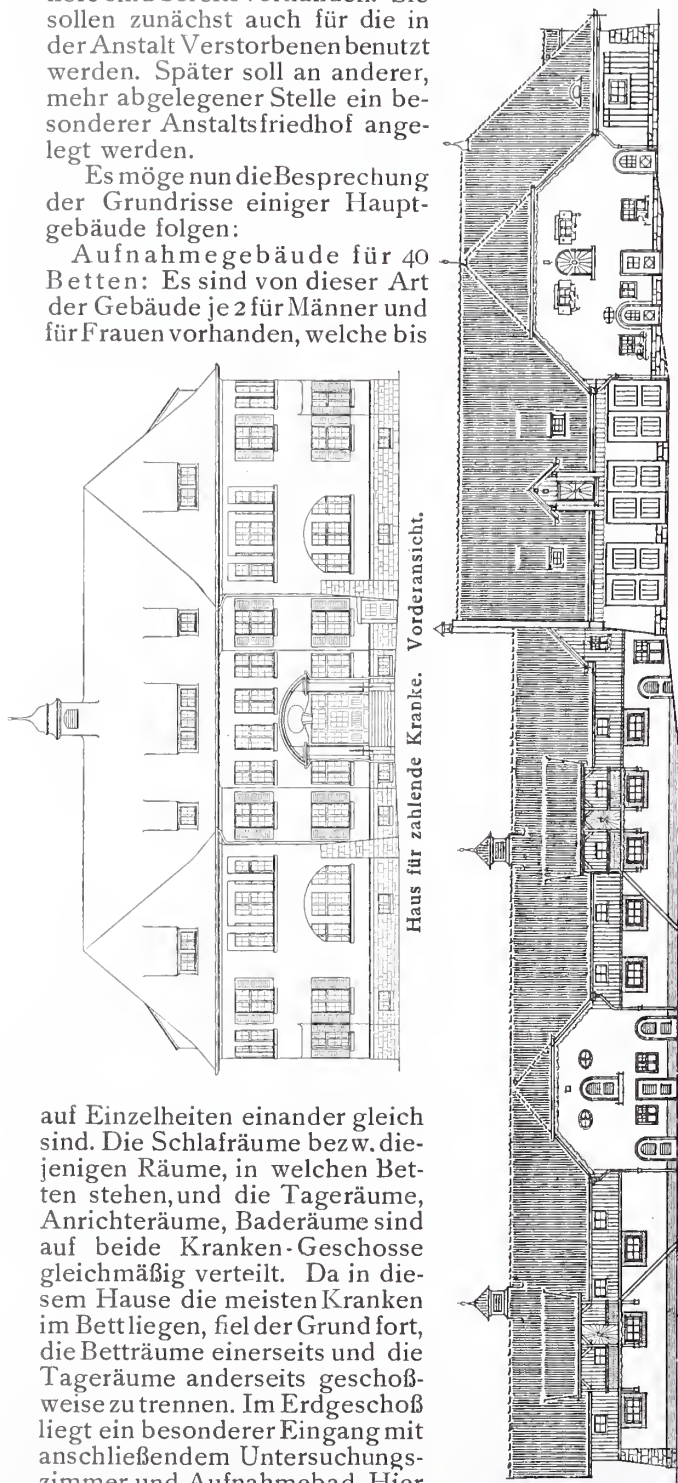 sollen zunächst auch für die in
der Anstalt Verstorbenen benutzt
werden. Später soll an anderer,
mehr abgelegener Stelle ein be-
sonderer Anstaltsfriedhof ange-
legt werden.
Es möge nun die Besprechung
der Grundrisse einiger Haupt-
gebäude folgen:
Aufnahmegebäude für 40
Betten: Es sind von dieser Art
der Gebäude je 2 für Männer und
für Frauen vorhanden, welche bis
Haus für zahlende Kranke. Vorderansicht.
auf Einzelheiten einander gleich
sind. Die Schlafräume bezw. die-
jenigen Räume, in welchen Bet-
ten stehen, und die Tageräume,
Anrichteräume, Baderäume sind
auf beide Kranken-Geschosse
gleichmäßig verteilt. Da in die-
sem Hause die meisten Kranken
im Bett liegen, fiel der Grund fort,
die Betträume einerseits und die
Tageräume anderseits geschoß-
weise zu trennen. Im Erdgeschoß
liegt ein besonderer Eingang mit
anschließendem Untersuchungs-
zimmer und Aufnahmebad. Hier